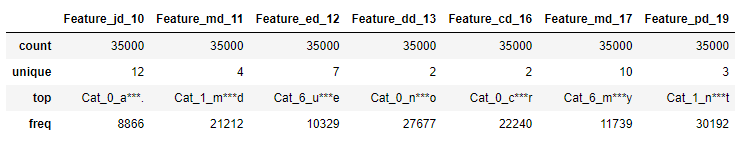 Feature_jd_10 Feature_md_11 Feature_ed_12 Feature_dd_13 Feature_cd_16 Feature_md_17 Feature_pd_19
count 35000 35000 35000 35000 35000 35000 35000
unique 12 4 7 2 2 10 3
top Cat_0_a***. Cat_1_m***d Cat_6_u***e Cat_0_n***o Cat_0_c***r Cat_6_m***y Cat_1_n***t
freq 8866 21212 10329 27677 22240 11739 30192